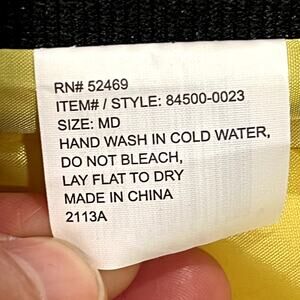 RN# 52469
ITEM# / STYLE: 84500-0023
SIZE: MD
HAND WASH IN COLD WATER,
DO NOT BLEACH,
LAY FLAT TO DRY
MADE IN CHINA
2113A